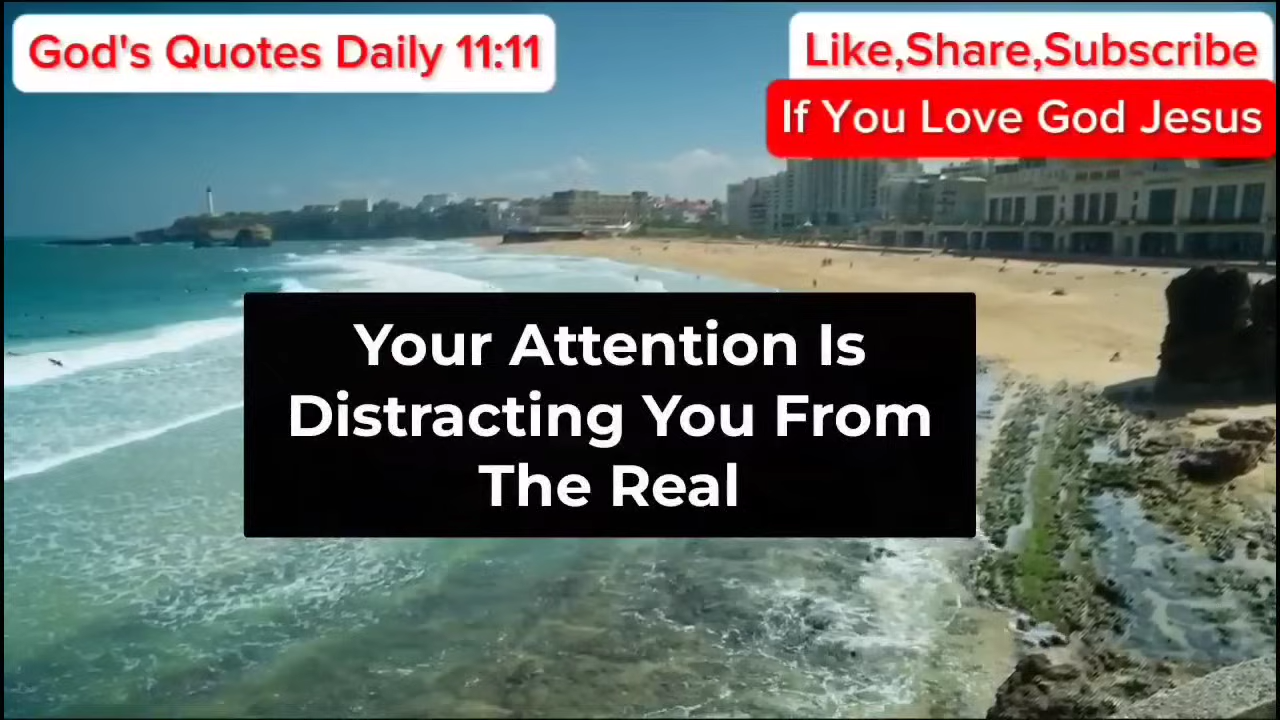 God's Quotes Daily 11:11
Like,Share,Subscribe
If You Love God Jesus
Your Attention Is
Distracting You From
The Real